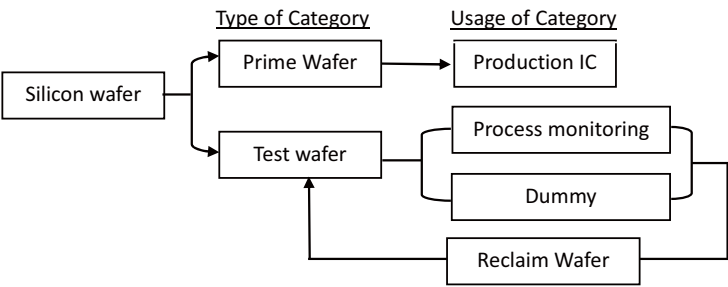 Type of Category
Usage of Category
Prime Wafer
Production IC
Silicon wafer
Process monitoring
Test wafer
Dummy
Reclaim Wafer